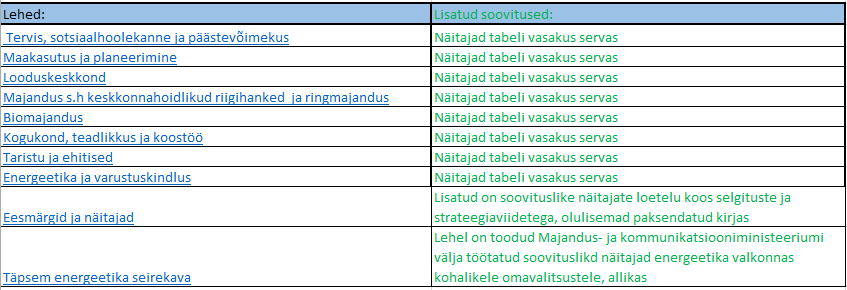 Lehed: Lisatud soovitused:
Tervis, sotsiaalhoolekanne ja päästevõimekus Näitajad tabeli vasakus servas
Maakasutus ja planeerimine Näitajad tabeli vasakus servas
Looduskeskkond Näitajad tabeli vasakus servas
Majandus s.h keskkonnahoidlikud riigihanked ja ringmajandus Näitajad tabeli vasakus servas
Biomajandus Näitajad tabeli vasakus servas
Kogukond, teadlikkus ja koostöö Näitajad tabeli vasakus servas
Taristu ja ehitised Näitajad tabeli vasakus servas
Energeetika ja varustuskindlus Näitajad tabeli vasakus servas
Lisatud on soovituslike näitajate loetelu koos selgituste ja
Eesmärgid ja näitajad strateegiaviidetega, olulisemad paksendatud kirjas
Lehel on toodud Majandus- ja kommunikatsiooniministeeriumi
välja töötatud soovituslikd näitajad energeetika valkonnas
Täpsem energeetika seirekava kohalikele omavalitsustele, allikas